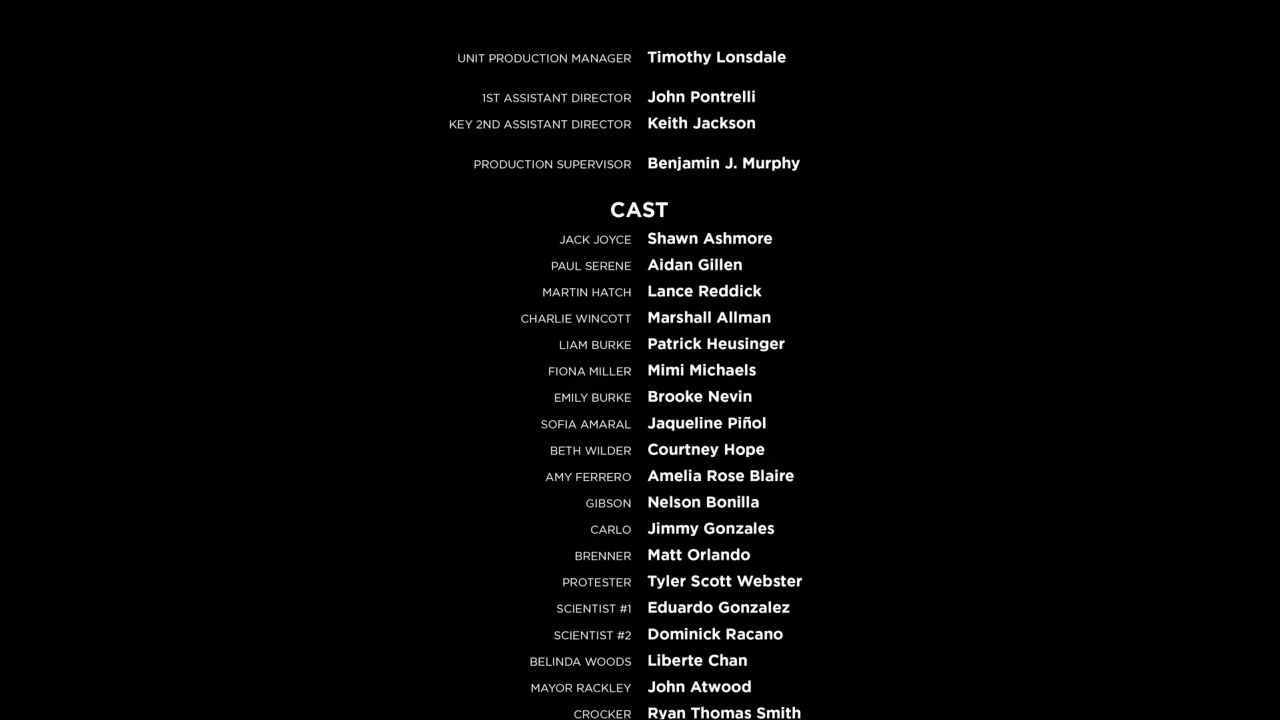 UNIT PRODUCTION MANAGER Timothy Lonsdale
1ST ASSISTANT DIRECTOR John Pontrelli
KEY 2ND ASSISTANT DIRECTOR Keith Jackson
PRODUCTION SUPERVISOR Benjamin J. Murphy
CAST
JACK JOYCE Shawn Ashmore
PAUL SERENE Aidan Gillen
MARTIN HATCH Lance Reddick
CHARLIE WINCOTT Marshall Allman
LIAM BURKE Patrick Heusinger
FIONA MILLER Mimi Michaels
EMILY BURKE Brooke Nevin
SOFIA AMARAL Jaqueline Piñol
BETH WILDER Courtney Hope
AMY FERRERO Amelia Rose Blaire
GIBSON Nelson Bonilla
CARLO Jimmy Gonzales
BRENNER Matt Orlando
PROTESTER Tyler Scott Webster
SCIENTIST #1 Eduardo Gonzalez
SCIENTIST #2 Dominick Racano
BELINDA WOODS Liberte Chan
MAYOR RACKLEY John Atwood
CROCKER Ryan Thomas Smith